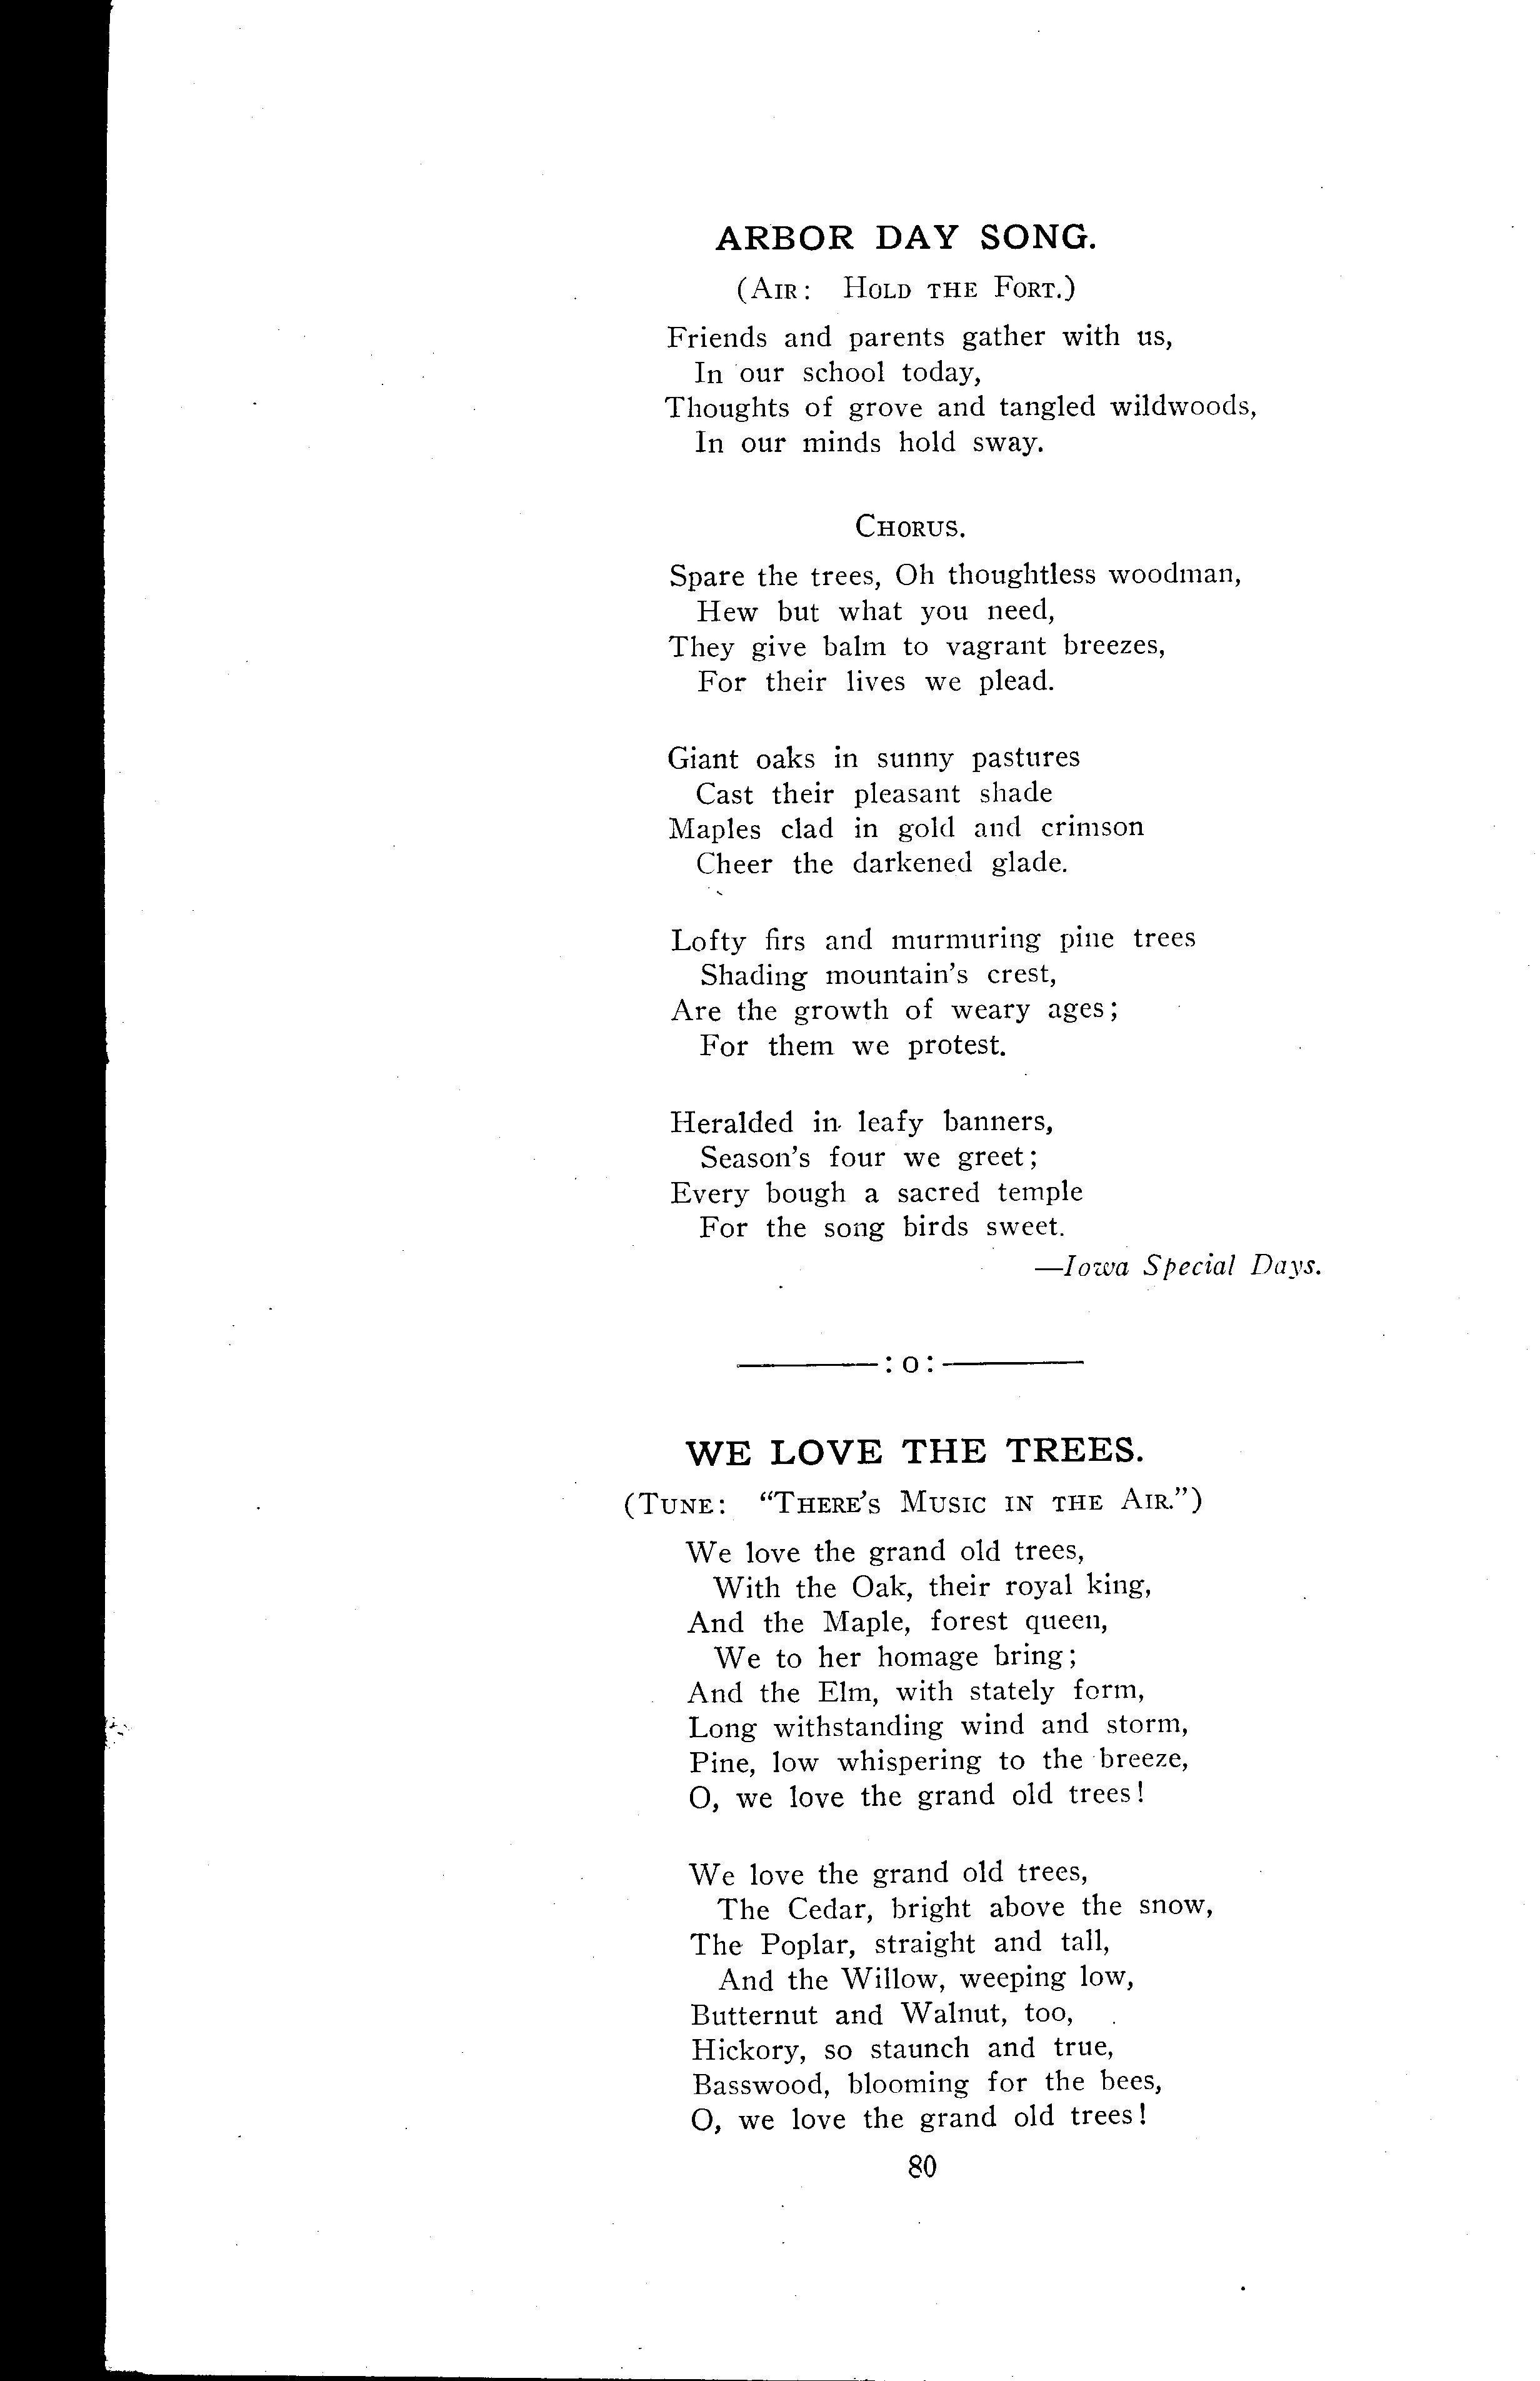 ARBOR DAY SONG.
(Air: Hold the Fort.)
Friends and parents gather with us,
In our school today,
Thoughts of grove and tangled wildwoods,
In our minds hold sway.
Chorus.
Spare the trees, Oh thoughtless woodman,
Hew but what you need,
They give balm to vagrant breezes,
For their lives we plead.
Giant oaks in sunny pastures
Cast their pleasant shade
Maples clad in gold and crimson
Cheer the darkened glade.
Lofty firs and murmuring pine trees
Shading mountain's crest,
Are the growth of weary ages;
For them we protest.
Heralded in leafy banners,
Season's four we greet;
Every bough a sacred temple
For the song birds sweet.
—Iowa Special Days.
:o:
WE LOVE THE TREES.
(Tune: "There's Music in the Air.")
We love the grand old trees,
With the Oak, their royal king,
And the Maple, forest queen,
We to her homage bring;
And the Elm, with stately form,
Long withstanding wind and storm,
Pine, low whispering to the breeze,
O, we love the grand old trees!
We love the grand old trees,
The Cedar, bright above the snow,
The Poplar, straight and tall,
And the Willow, weeping low,
Butternut and Walnut, too,
Hickory, so staunch and true,
Basswood, blooming for the bees,
O, we love the grand old trees!
80